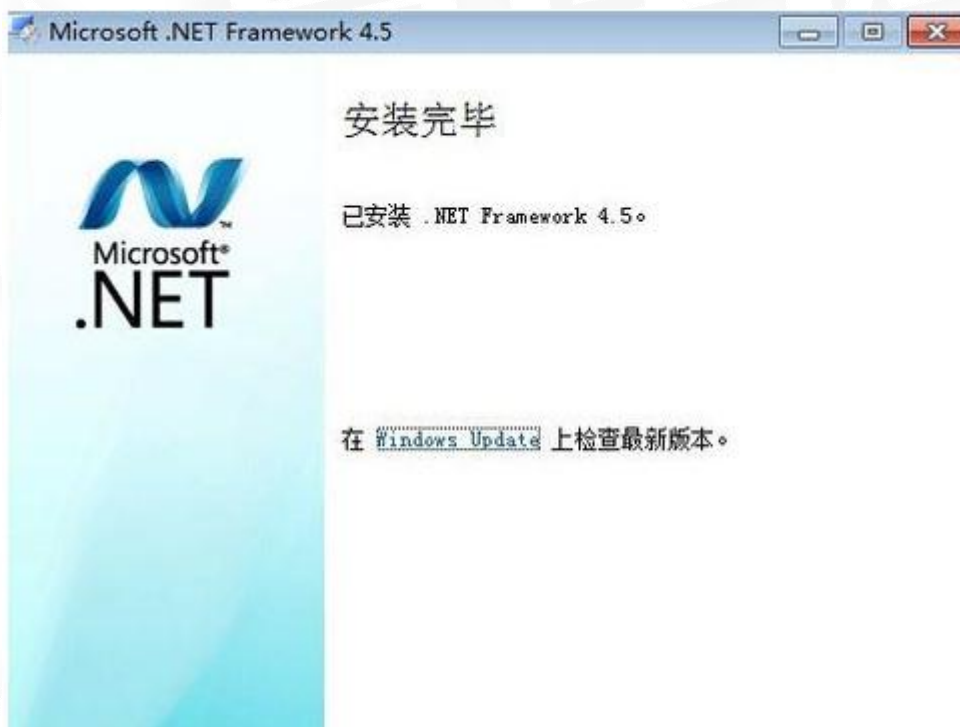 Microsoft .NET Framework 4.5
安装完毕
已安装 .NET Framework 4.5。
Microsoft®
.NET
在 Windows Update 上检查最新版本。